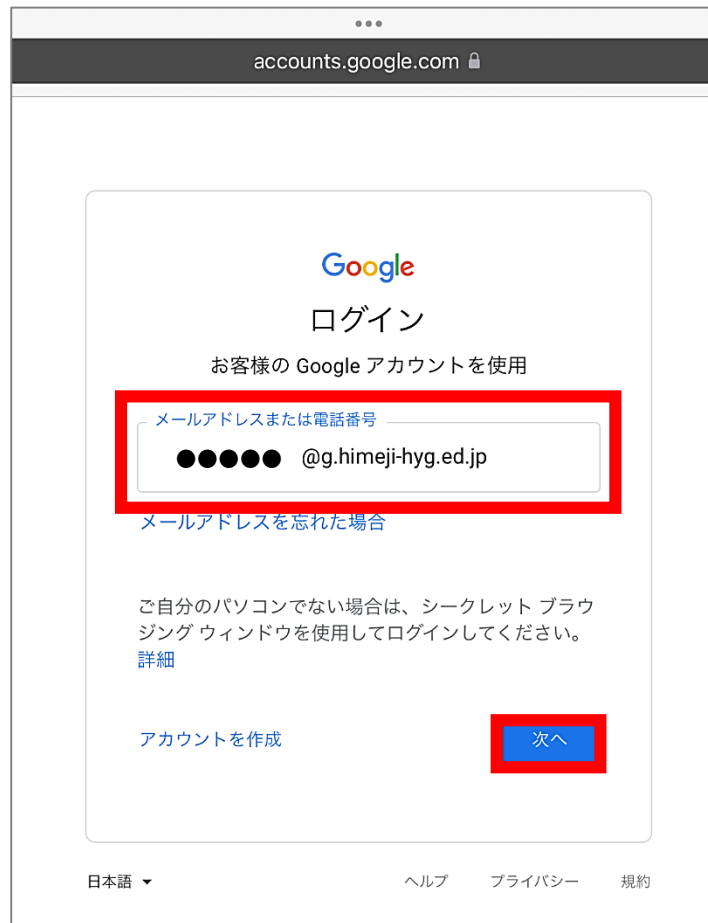 accounts.google.com
Google
ログイン
お客様の Google アカウントを使用
メールアドレスまたは電話番号
●●●●● @g.himeji-hyg.ed.jp
メールアドレスを忘れた場合
ご自分のパソコンでない場合は、シークレット ブラウ
ジング ウィンドウを使用してログインしてください。
詳細
アカウントを作成
次へ
日本語
ヘルプ プライバシー 規約